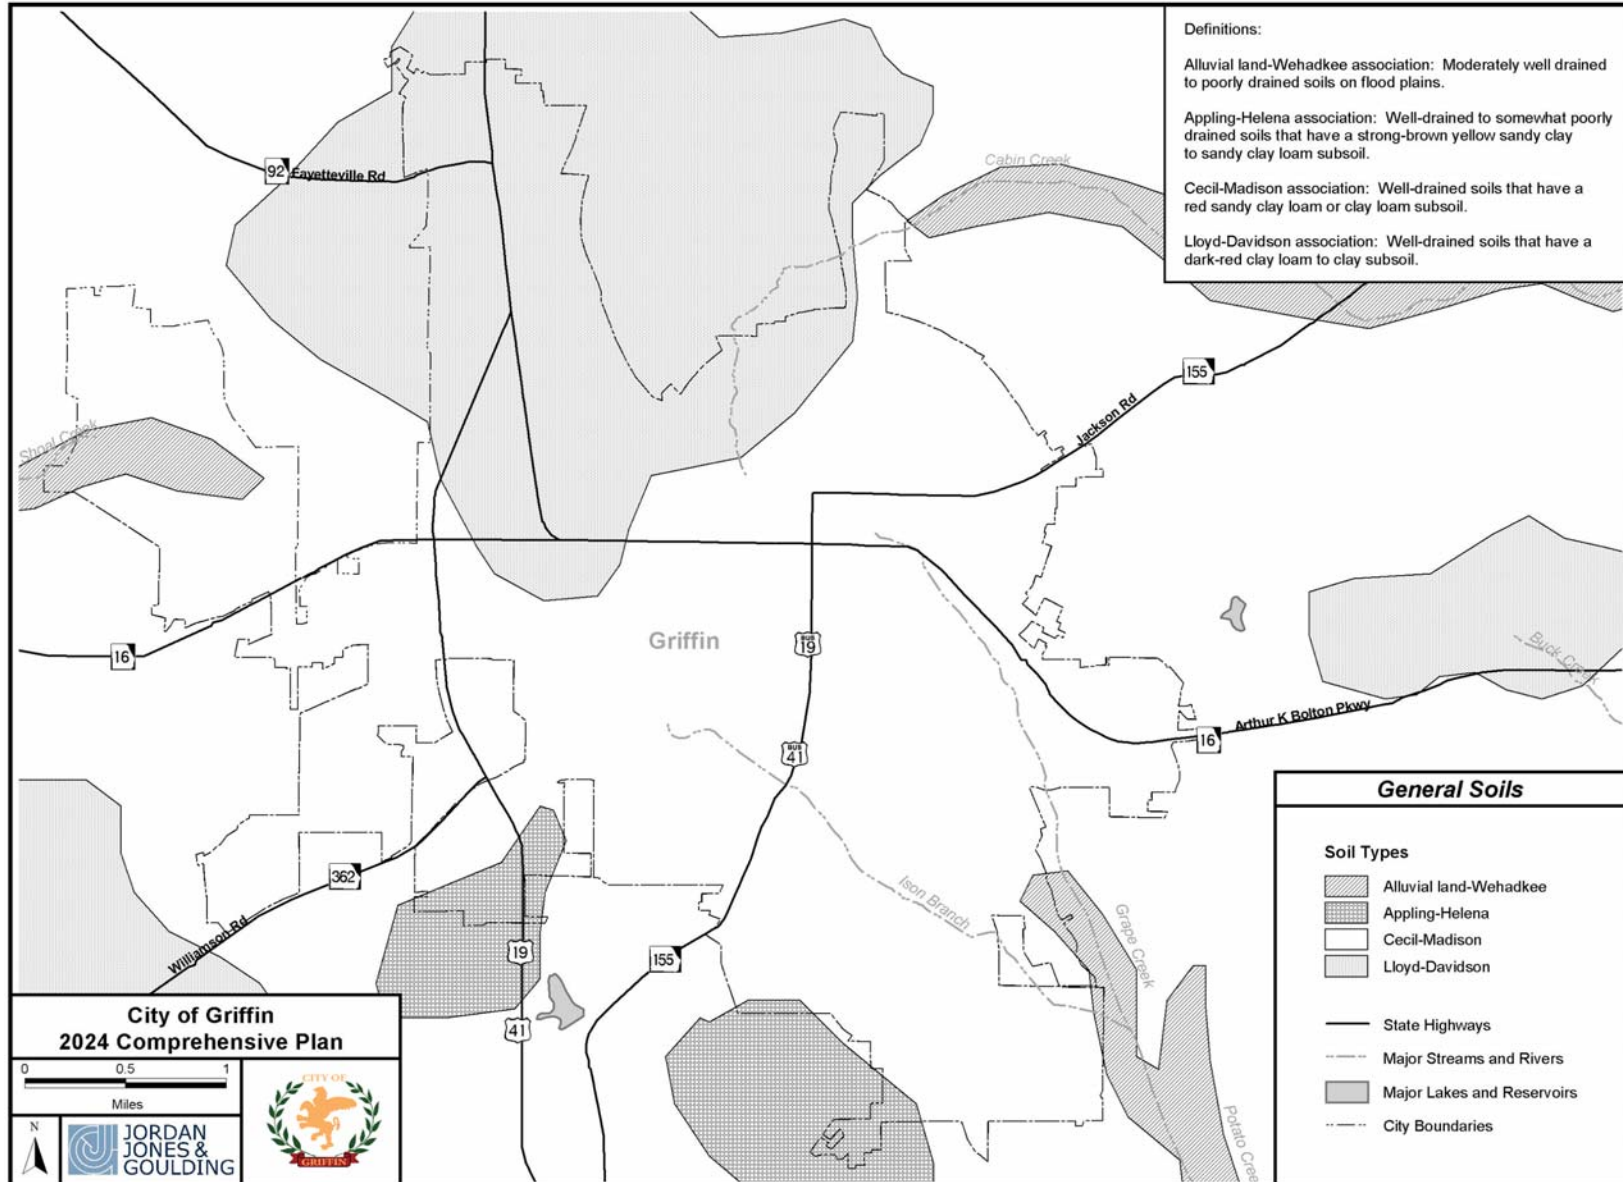 Definitions:
Alluvial land-Wehadkee association: Moderately well drained
to poorly drained soils on flood plains.
Appling-Helena association: Well-drained to somewhat poorly
drained soils that have a strong-brown yellow sandy clay
to sandy clay loam subsoil.
Cecil-Madison association: Well-drained soils that have a
red sandy clay loam or clay loam subsoil.
Lloyd-Davidson association: Well-drained soils that have a
dark-red clay loam to clay subsoil.
Cabin Creek
92
Fayetteville Rd
155
Jackson Rd
Shoal Creek
16
Griffin
BUS
19
Buck Creek
BUS
41
Arthur K Bolton Pkwy
16
362
Williamson Rd
Ison Branch
Grape Creek
19
155
41
Potato Cree
General Soils
Soil Types
Alluvial land-Wehadkee
Appling-Helena
Cecil-Madison
Lloyd-Davidson
State Highways
Major Streams and Rivers
Major Lakes and Reservoirs
City Boundaries
City of Griffin
2024 Comprehensive Plan
0 0.5 1
Miles
N
JORDAN
JONES &
GOULDING
CITY OF
GRIFFIN